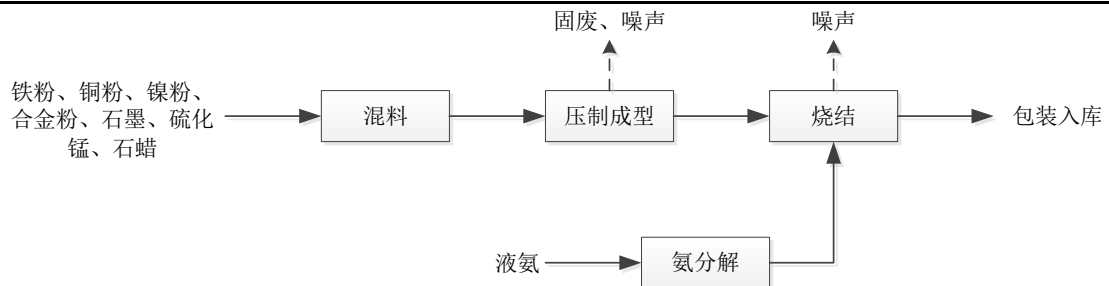 固废、噪声
噪声
铁粉、铜粉、镍粉、
合金粉、石墨、硫化
锰、石蜡
混料
压制成型
烧结
包装入库
液氨
氨分解